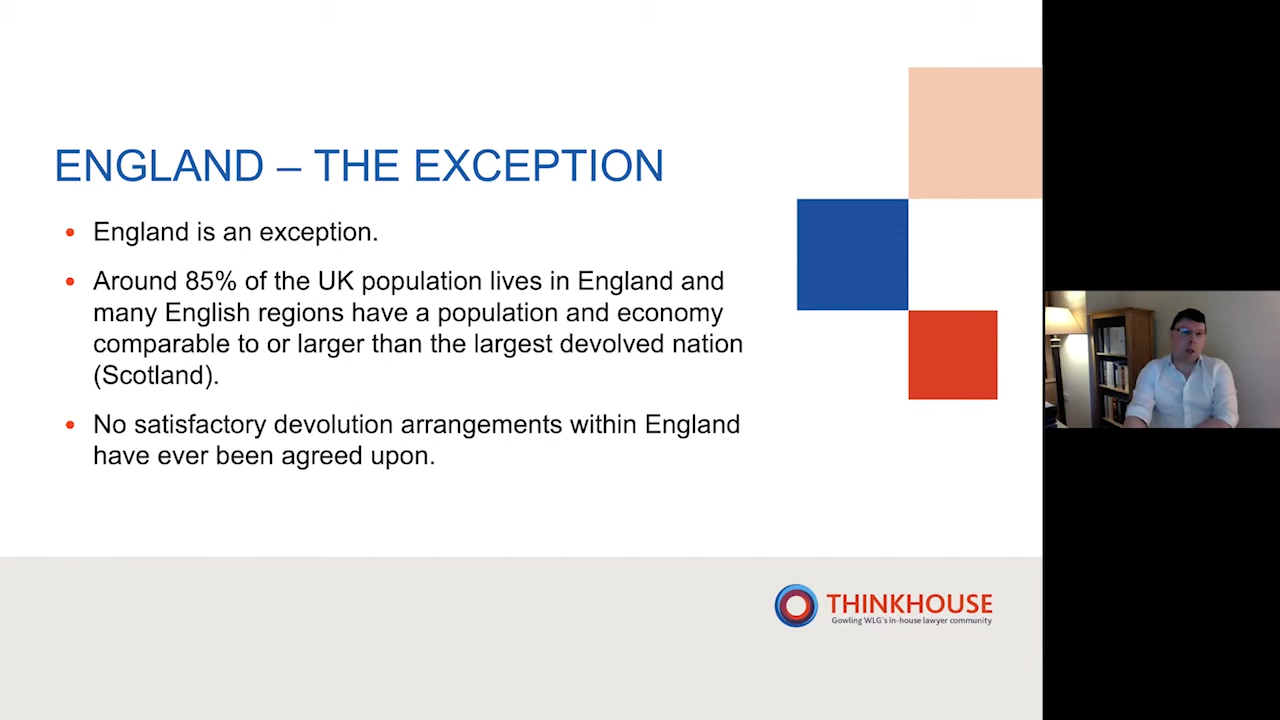 ENGLAND – THE EXCEPTION
• England is an exception.
• Around 85% of the UK population lives in England and
many English regions have a population and economy
comparable to or larger than the largest devolved nation
(Scotland).
• No satisfactory devolution arrangements within England
have ever been agreed upon.
THINKHOUSE
Gowling WLG's in-house lawyer community